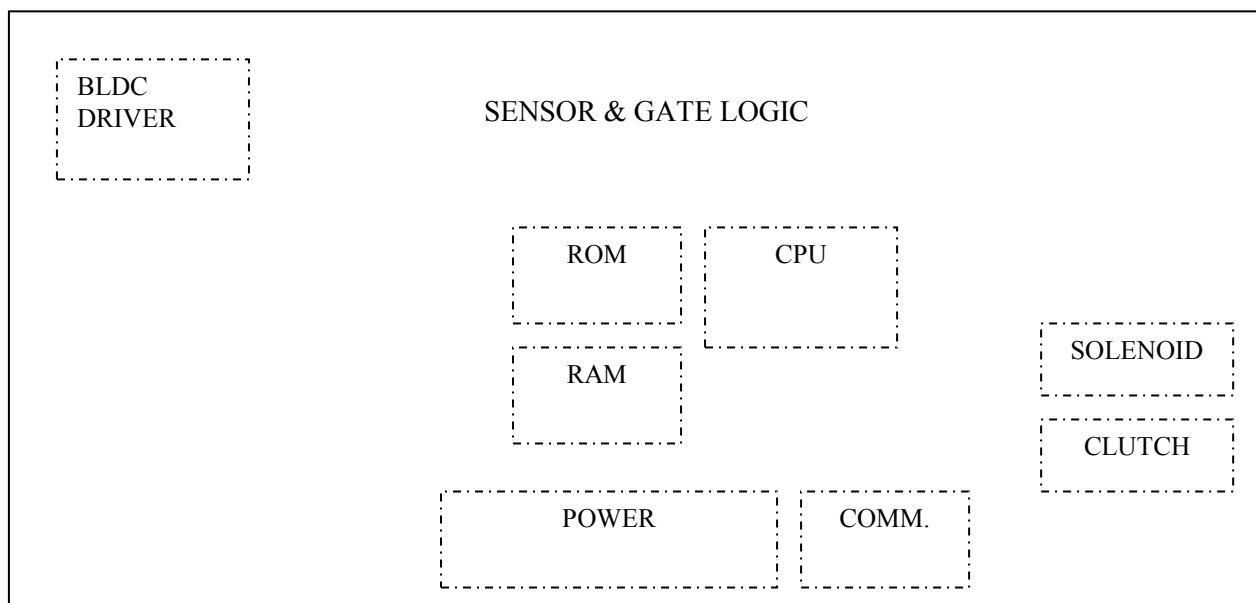 BLDC
DRIVER
SENSOR & GATE LOGIC
ROM
CPU
RAM
SOLENOID
CLUTCH
POWER
COMM.